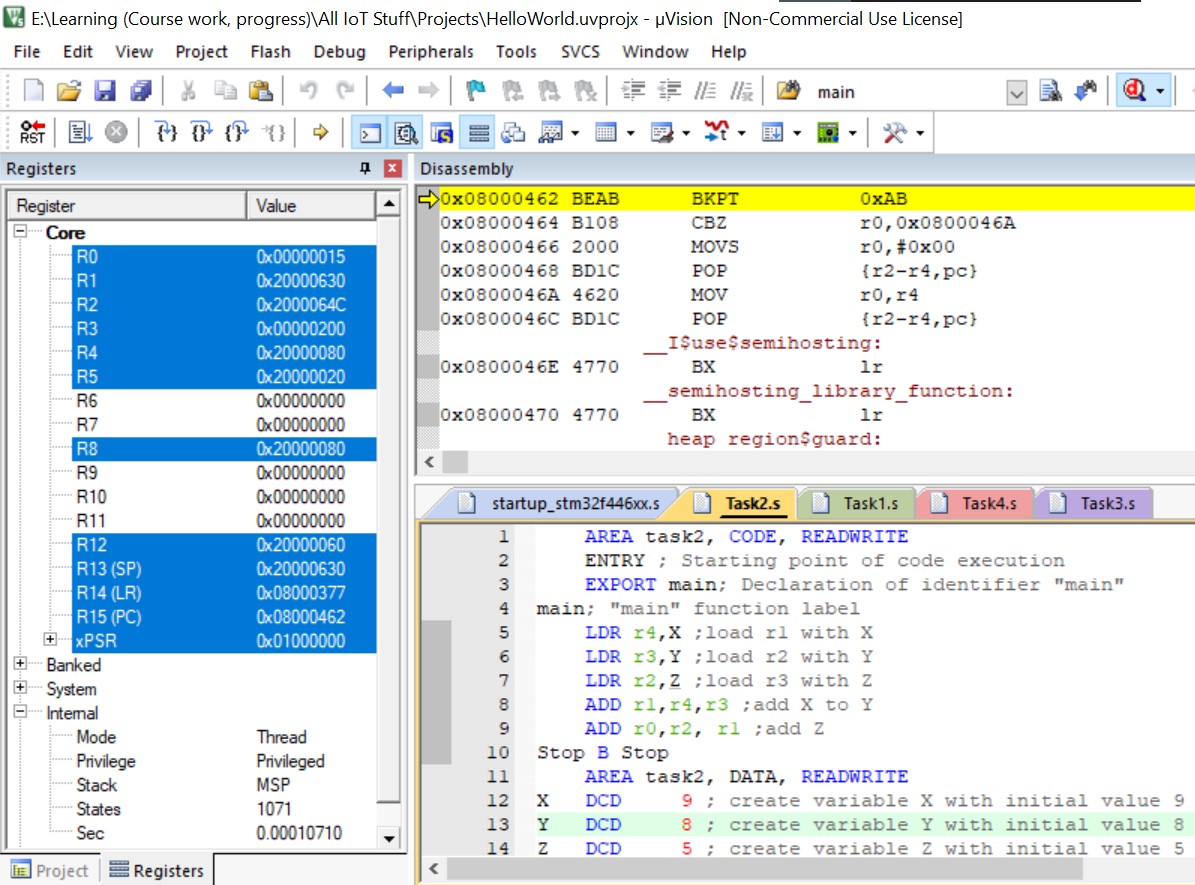 E:\Learning (Course work, progress)\All IoT Stuff\Projects\HelloWorld.uvprojx - µVision  [Non-Commercial Use License]
File Edit View Project Flash Debug Peripherals Tools SVCS Window Help
main
RST
Registers
Register Value
Core
R0 0x00000015
R1 0x20000630
R2 0x2000064C
R3 0x00000200
R4 0x20000080
R5 0x20000020
R6 0x00000000
R7 0x00000000
R8 0x20000080
R9 0x00000000
R10 0x00000000
R11 0x00000000
R12 0x20000060
R13 (SP) 0x20000630
R14 (LR) 0x08000377
R15 (PC) 0x08000462
xPSR 0x01000000
Banked
System
Internal
Mode Thread
Privilege Privileged
Stack MSP
States 1071
Sec 0.00010710
Project Registers
Disassembly
0x08000462 BEAB BKPT 0xAB
0x08000464 B108 CBZ r0,0x0800046A
0x08000466 2000 MOVS r0,#0x00
0x08000468 BD1C POP {r2-r4,pc}
0x0800046A 4620 MOV r0,r4
0x0800046C BD1C POP {r2-r4,pc}
__I$use$semihosting:
0x0800046E 4770 BX lr
__semihosting_library_function:
0x08000470 4770 BX lr
heap region$guard:
startup_stm32f446xx.s Task2.s Task1.s Task4.s Task3.s
1 AREA task2, CODE, READWRITE
2 ENTRY ; Starting point of code execution
3 EXPORT main; Declaration of identifier "main"
4 main; "main" function label
5 LDR r4,X ;load r1 with X
6 LDR r3,Y ;load r2 with Y
7 LDR r2,Z ;load r3 with Z
8 ADD r1,r4,r3 ;add X to Y
9 ADD r0,r2, r1 ;add Z
10 Stop B Stop
11 AREA task2, DATA, READWRITE
12 X DCD 9 ; create variable X with initial value 9
13 Y DCD 8 ; create variable Y with initial value 8
14 Z DCD 5 ; create variable Z with initial value 5